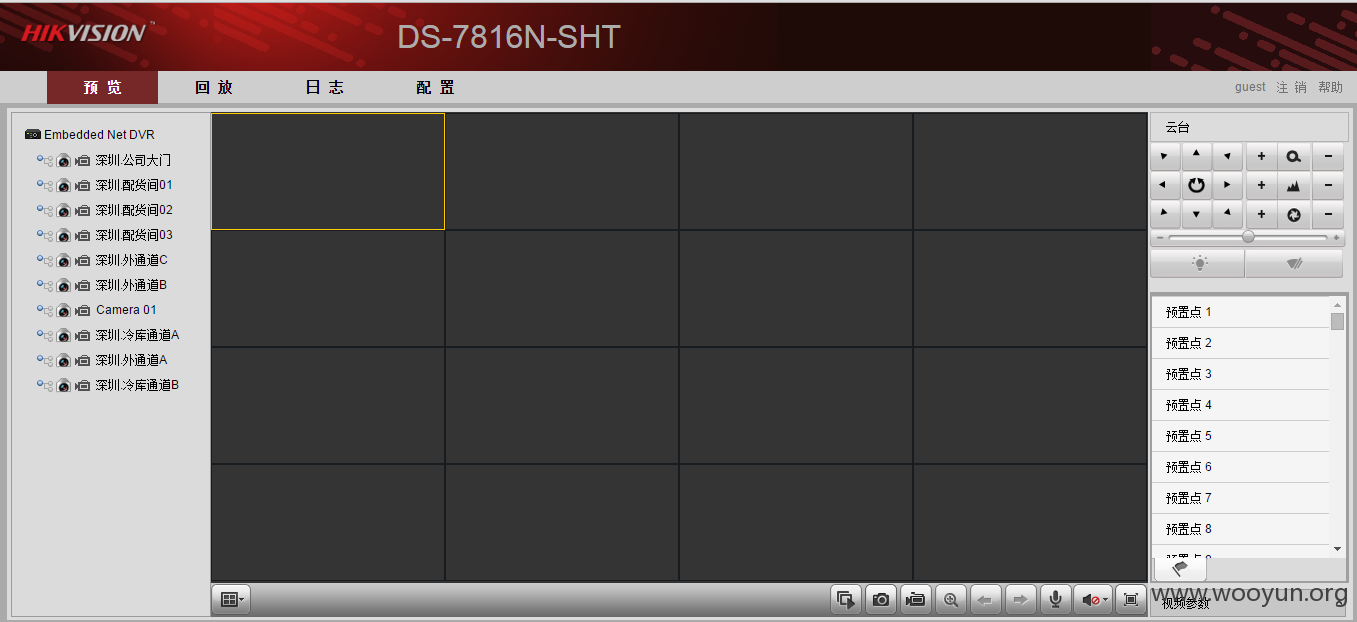 HIKVISION™
DS-7816N-SHT
预览 回放 日志 配置
guest 注销 帮助
Embedded Net DVR
深圳.公司大门
深圳.配货间01
深圳.配货间02
深圳.配货间03
深圳.外通道C
深圳.外通道B
Camera 01
深圳.冷库通道A
深圳.外通道A
深圳.冷库通道B
云台
预置点 1
预置点 2
预置点 3
预置点 4
预置点 5
预置点 6
预置点 7
预置点 8
预置点 9
视频参数
www.wooyun.org